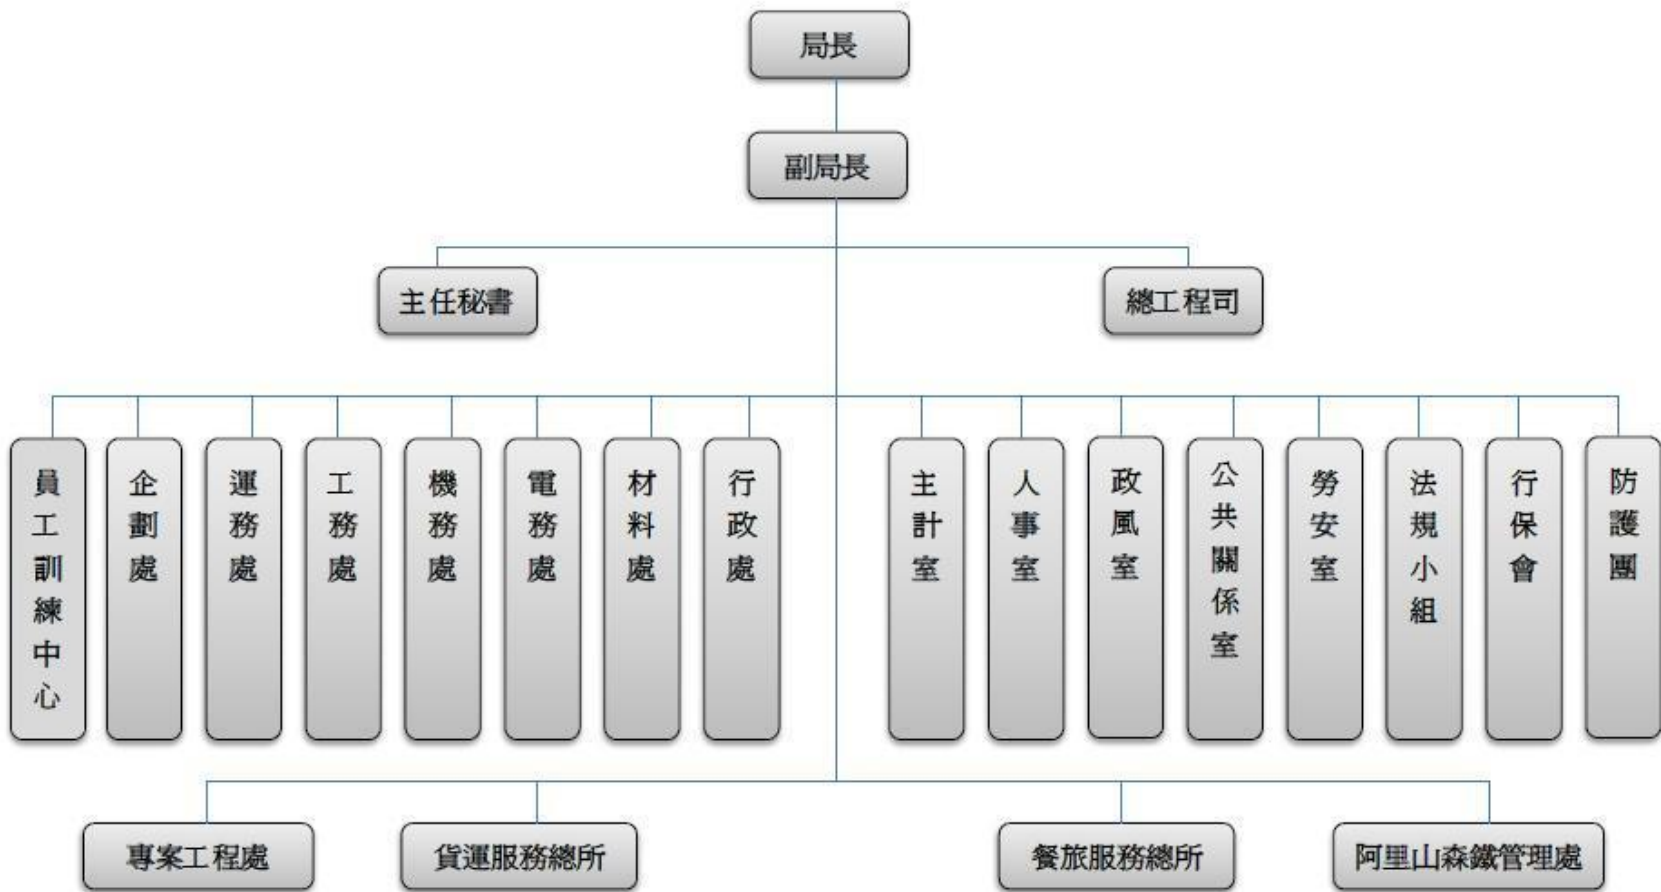 局長
副局長
主任秘書
總工程司
員工訓練中心
企劃處
運務處
工務處
機務處
電務處
材料處
行政處
主計室
人事室
政風室
公共關係室
勞安室
法規小組
行保會
防護團
專案工程處
貨運服務總所
餐旅服務總所
阿里山森鐵管理處